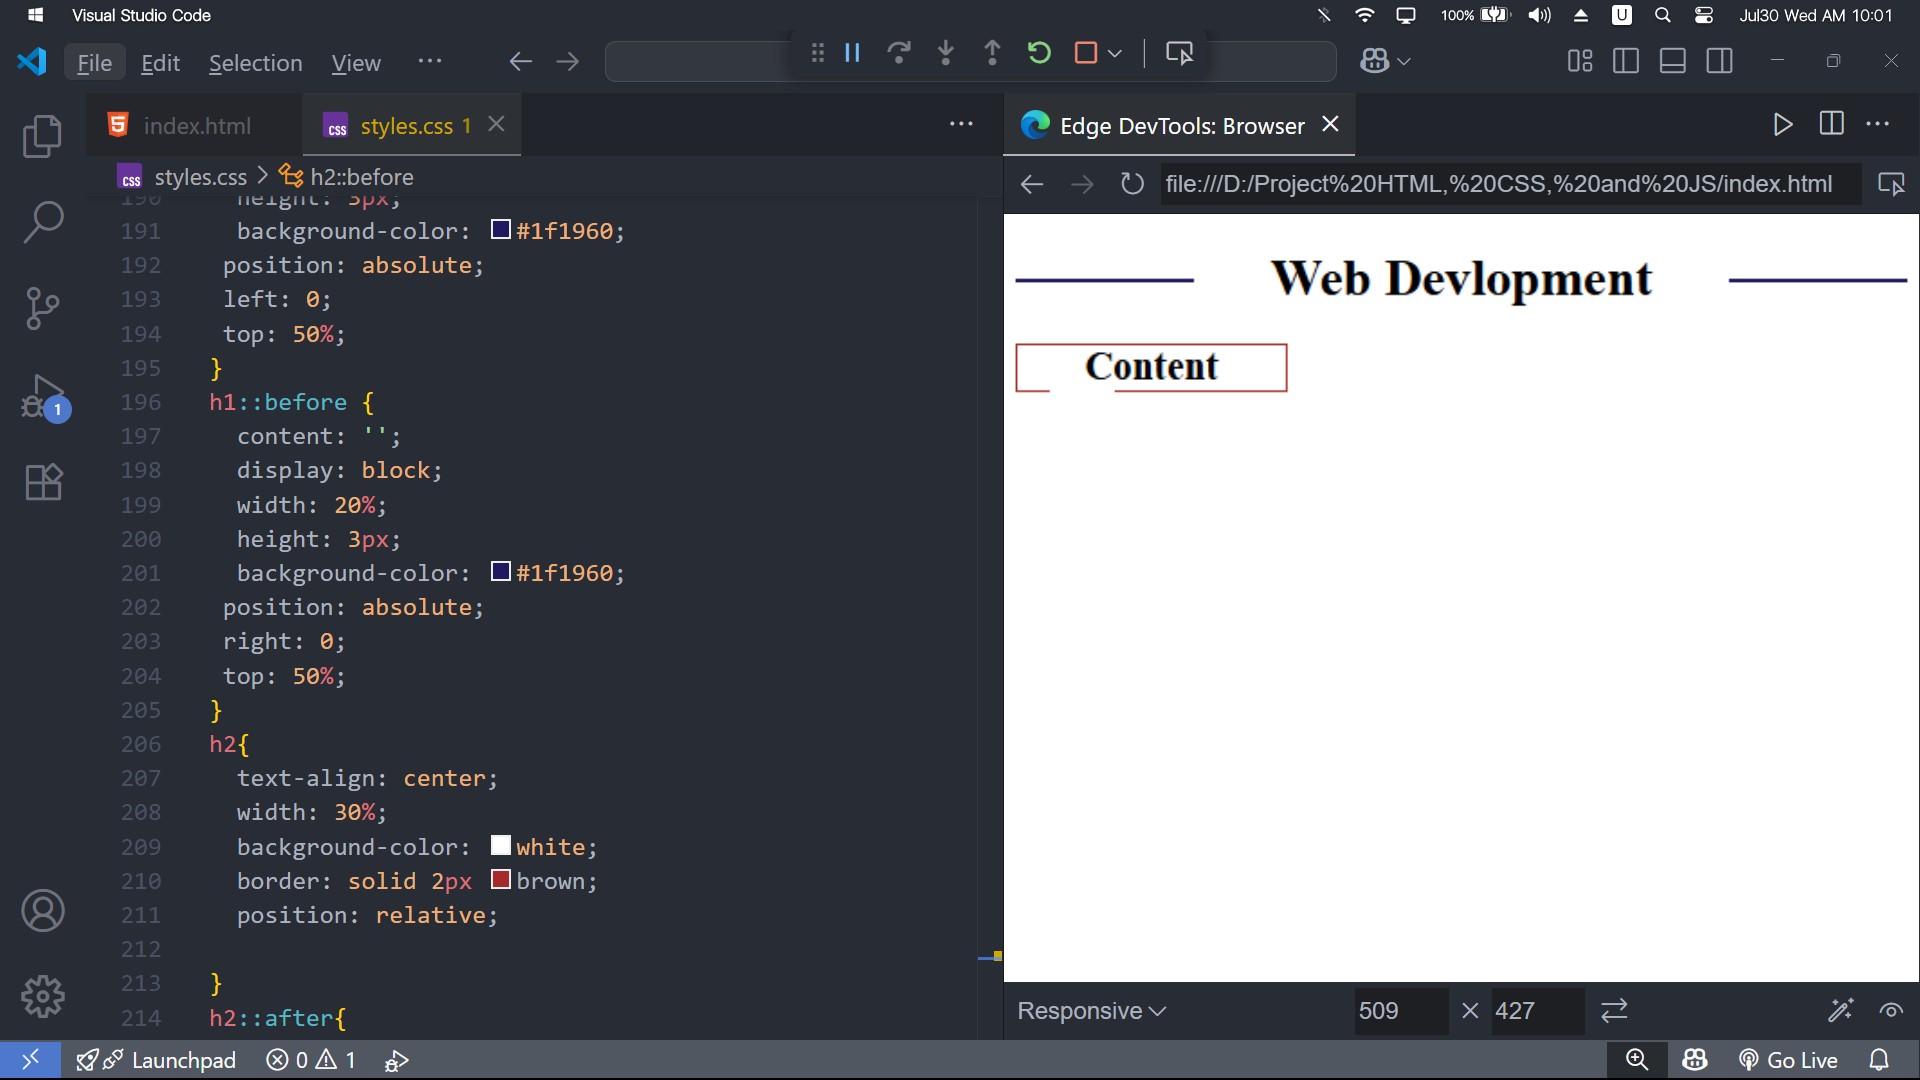 Visual Studio Code
100%
U
Jul30 Wed AM 10:01
File Edit Selection View ...
index.html
styles.css 1
Edge DevTools: Browser
styles.css > h2::before
file:///D:/Project%20HTML,%20CSS,%20and%20JS/index.html
190 height: 3px;
191 background-color: #1f1960;
192 position: absolute;
193 left: 0;
194 top: 50%;
195 }
196 h1::before {
197 content: '';
198 display: block;
199 width: 20%;
200 height: 3px;
201 background-color: #1f1960;
202 position: absolute;
203 right: 0;
204 top: 50%;
205 }
206 h2{
207 text-align: center;
208 width: 30%;
209 background-color: white;
210 border: solid 2px brown;
211 position: relative;
212
213 }
214 h2::after{
1
Web Devlopment
Content
Responsive
509 × 427
Launchpad
0
1
Go Live